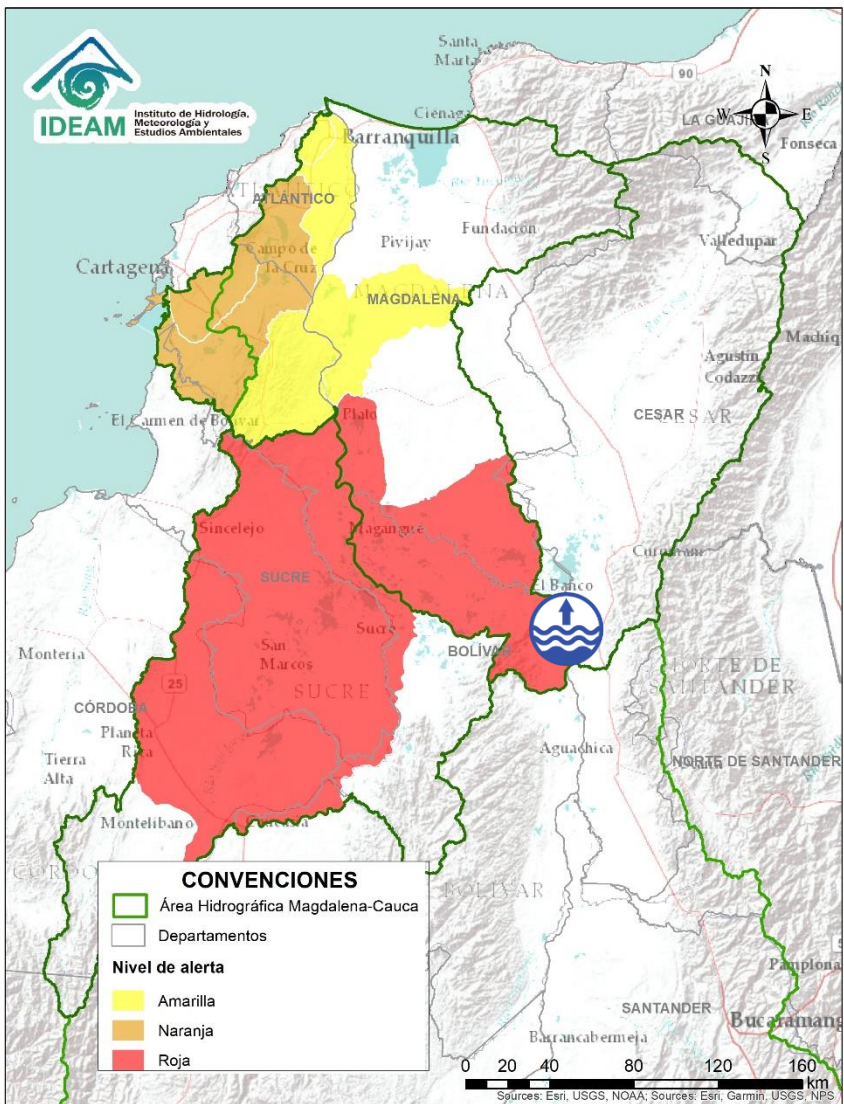 IDEAM
Instituto de Hidrología,
Meteorología y
Estudios Ambientales
Santa
Marta
90
N
W
E
S
LA GUAJIRA
Ciénaga
Barranquilla
Fonseca
ATLÁNTICO
Pivijay
Fundación
Valledupar
Cartagena
Campo de
la Cruz
MAGDALENA
MAGDALENA
Agustín
Codazzi
El Carmen de Bolívar
Plato
CESAR
CESAR
Sincelejo
Magangué
SUCRE
El Banco
Sucre
San
Marcos
BOLÍVAR
Montería
25
SUCRE
NORTE DE
SANTANDER
CÓRDOBA
Planeta
Rica
Tierra
Alta
Aguachica
NORTE DE SANTANDER
Montelíbano
BOLÍVAR
CONVENCIONES
Área Hidrográfica Magdalena-Cauca
Departamentos
Nivel de alerta
Amarilla
Naranja
Roja
Pamplona
SANTANDER
Bucaramang
Barrancabermeja
0 20 40 80 120 160
km
Sources: Esri, USGS, NOAA; Sources: Esri, Garmin, USGS, NPS